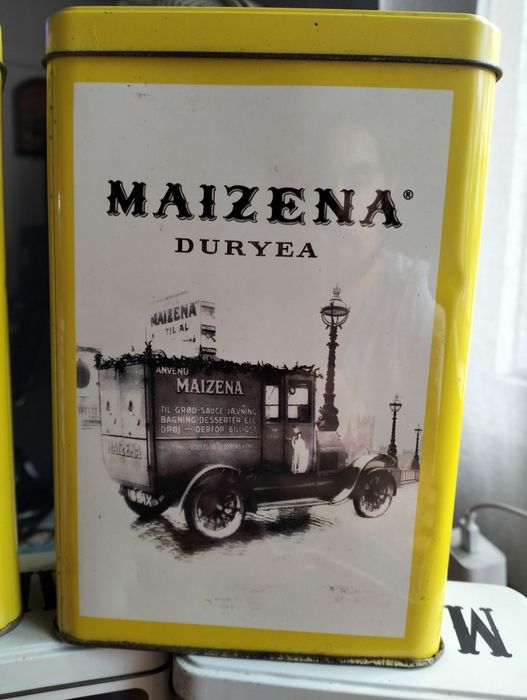 MAIZENA®
DURYEA
MAIZENA
TIL AL
ANVEND
MAIZENA
TIL GRØD-SAUCE-JÆVNING
BAGNING-DESSERTER ETC
DRØJ — DERFOR BILLIGST
MAIZENA
M